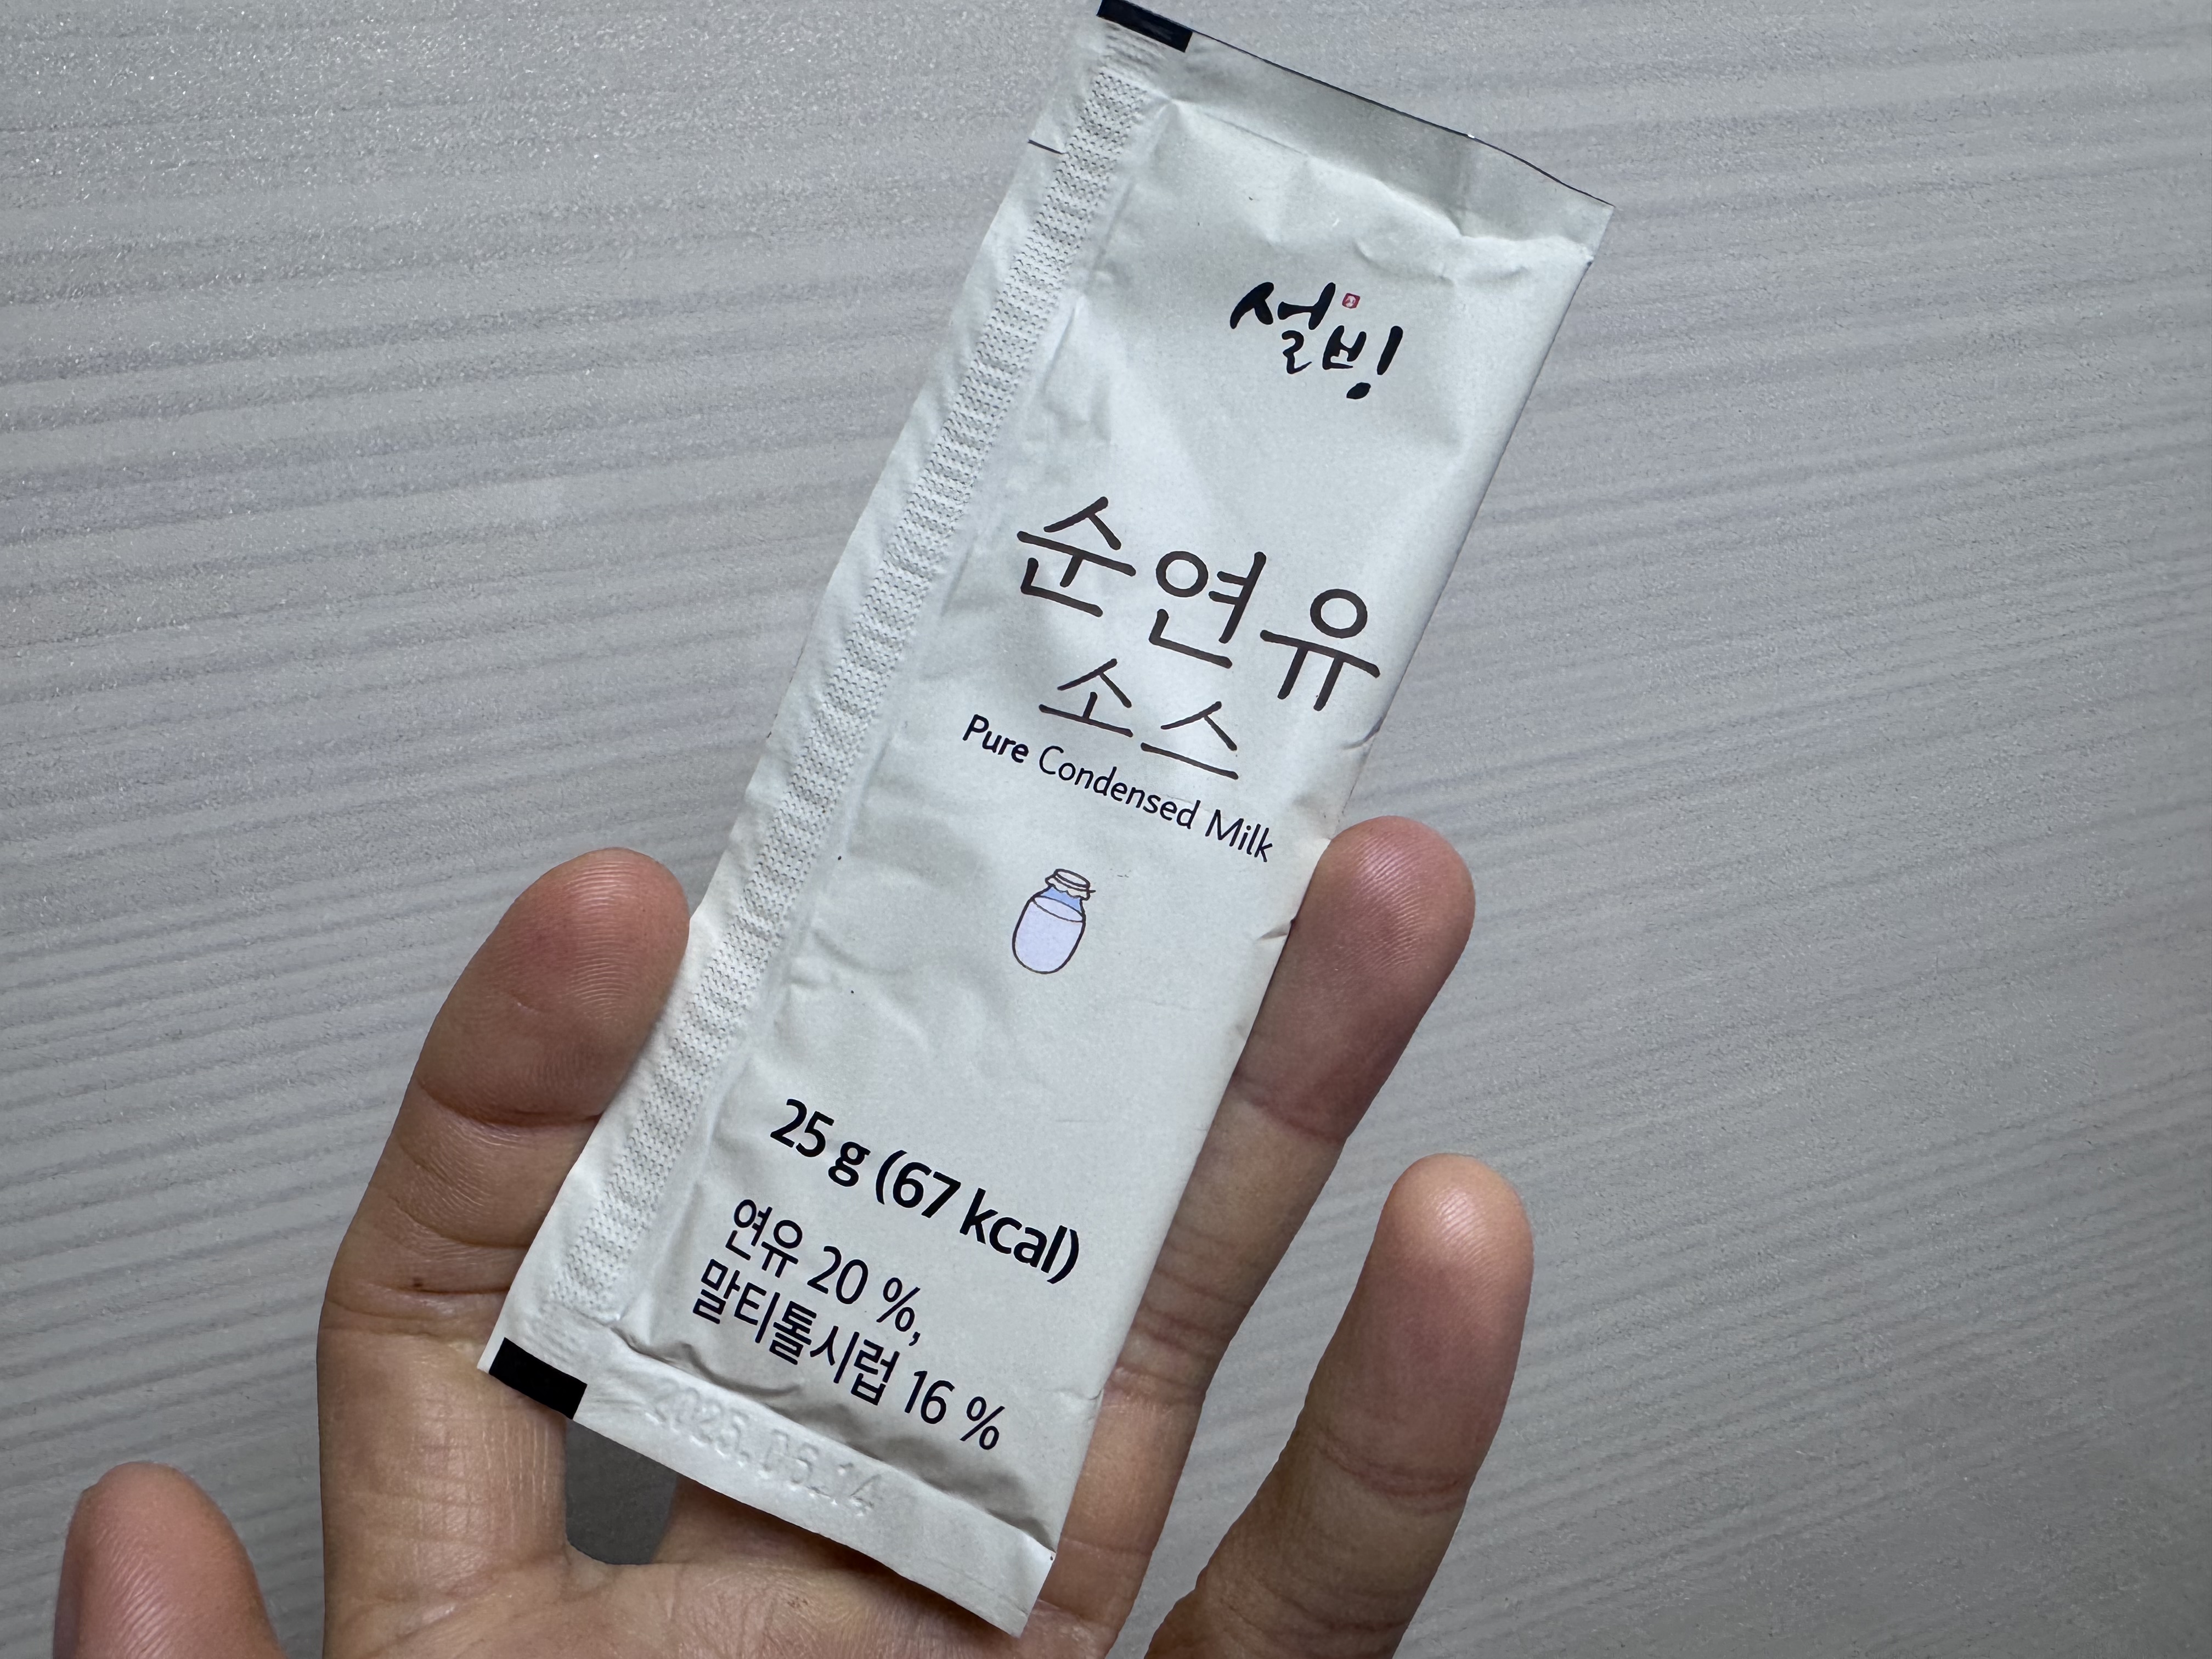 설빙
순연유
소스
Pure Condensed Milk
25 g (67 kcal)
연유 20 %,
말티톨시럽 16 %